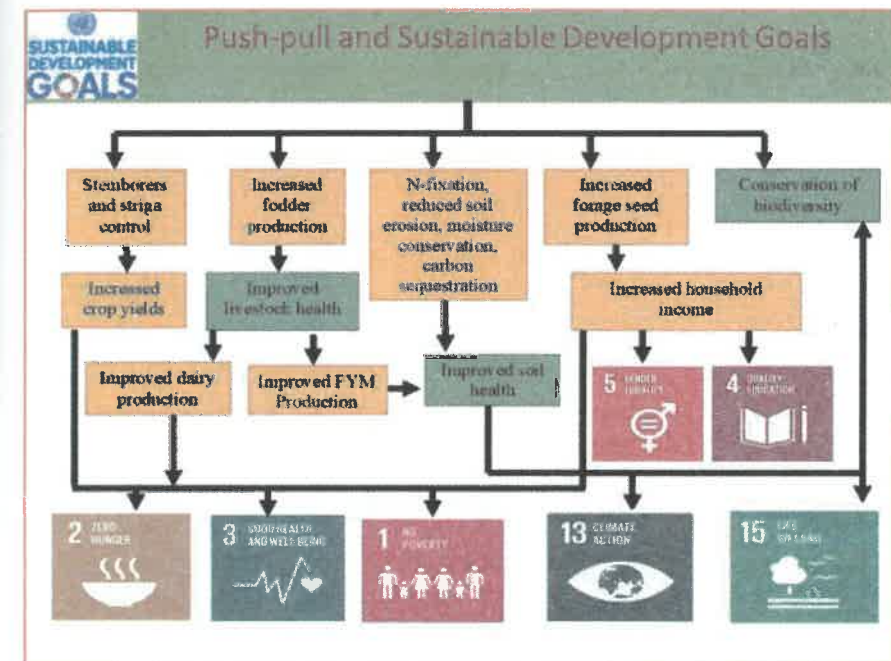 SUSTAINABLE
DEVELOPMENT
GOALS
Push-pull and Sustainable Development Goals
Stemborers
and striga
control
Increased
fodder
production
N-fixation,
reduced soil
erosion, moisture
conservation,
carbon
sequestration
Increased
forage seed
production
Conservation of
biodiversity
Increased
crop yields
Improved
livestock health
Increased household
income
Improved dairy
production
Improved FYM
Production
Improved soil
health
5 GENDER
EQUALITY
4 QUALITY
EDUCATION
2 ZERO
HUNGER
3 GOOD HEALTH
AND WELL-BEING
1 NO
POVERTY
13 CLIMATE
ACTION
15 LIFE
ON LAND